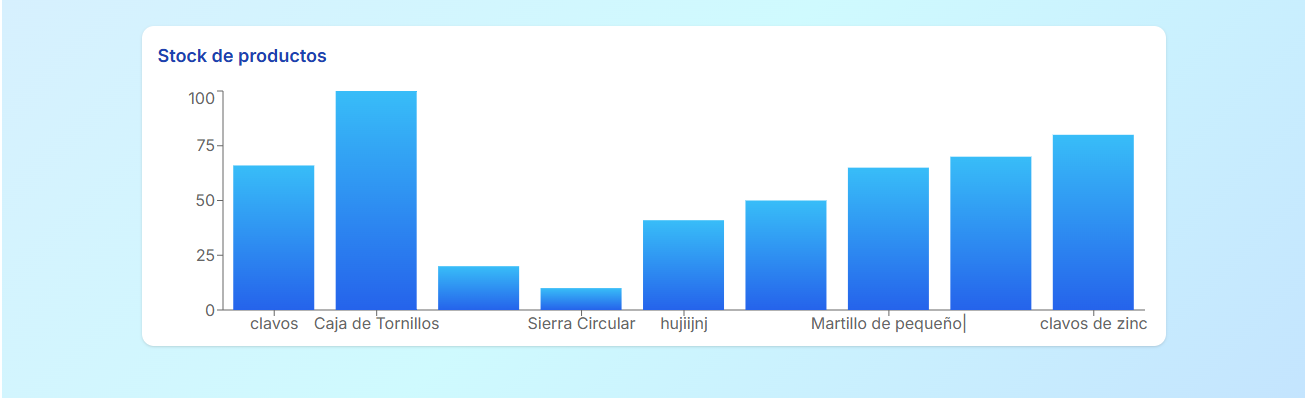 Stock de productos
100
75
50
25
0
clavos Caja de Tornillos Sierra Circular hujiijnj Martillo de pequeño| clavos de zinc